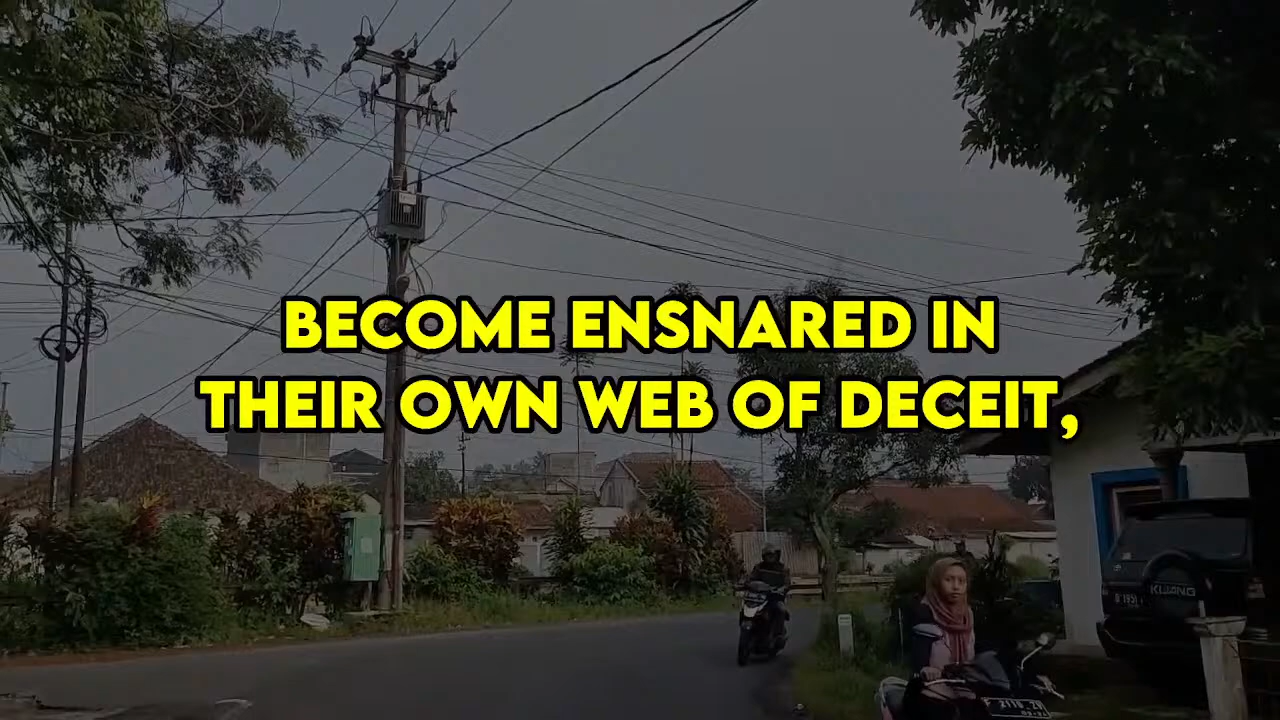 BECOME ENSNARED IN
THEIR OWN WEB OF DECEIT,
KIJANG